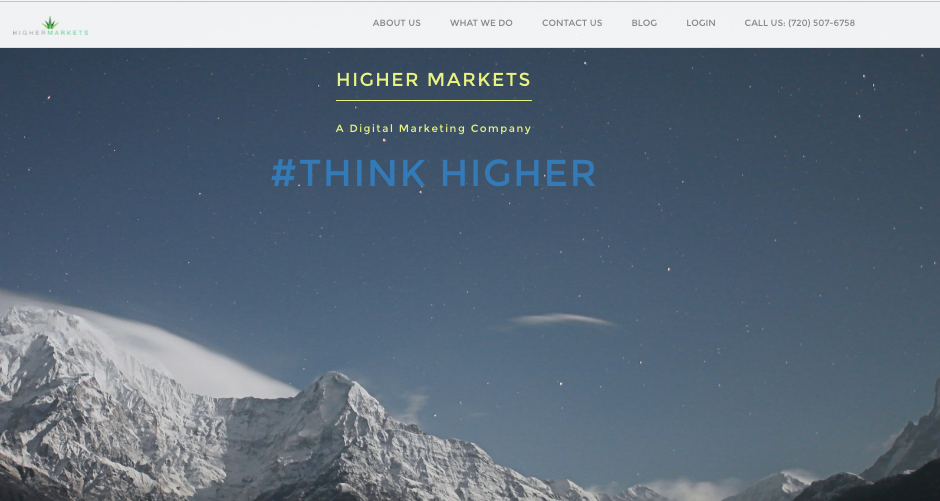 HIGHERMARKETS
ABOUT US WHAT WE DO CONTACT US BLOG LOGIN CALL US: (720) 507-6758
HIGHER MARKETS
A Digital Marketing Company
#THINK HIGHER